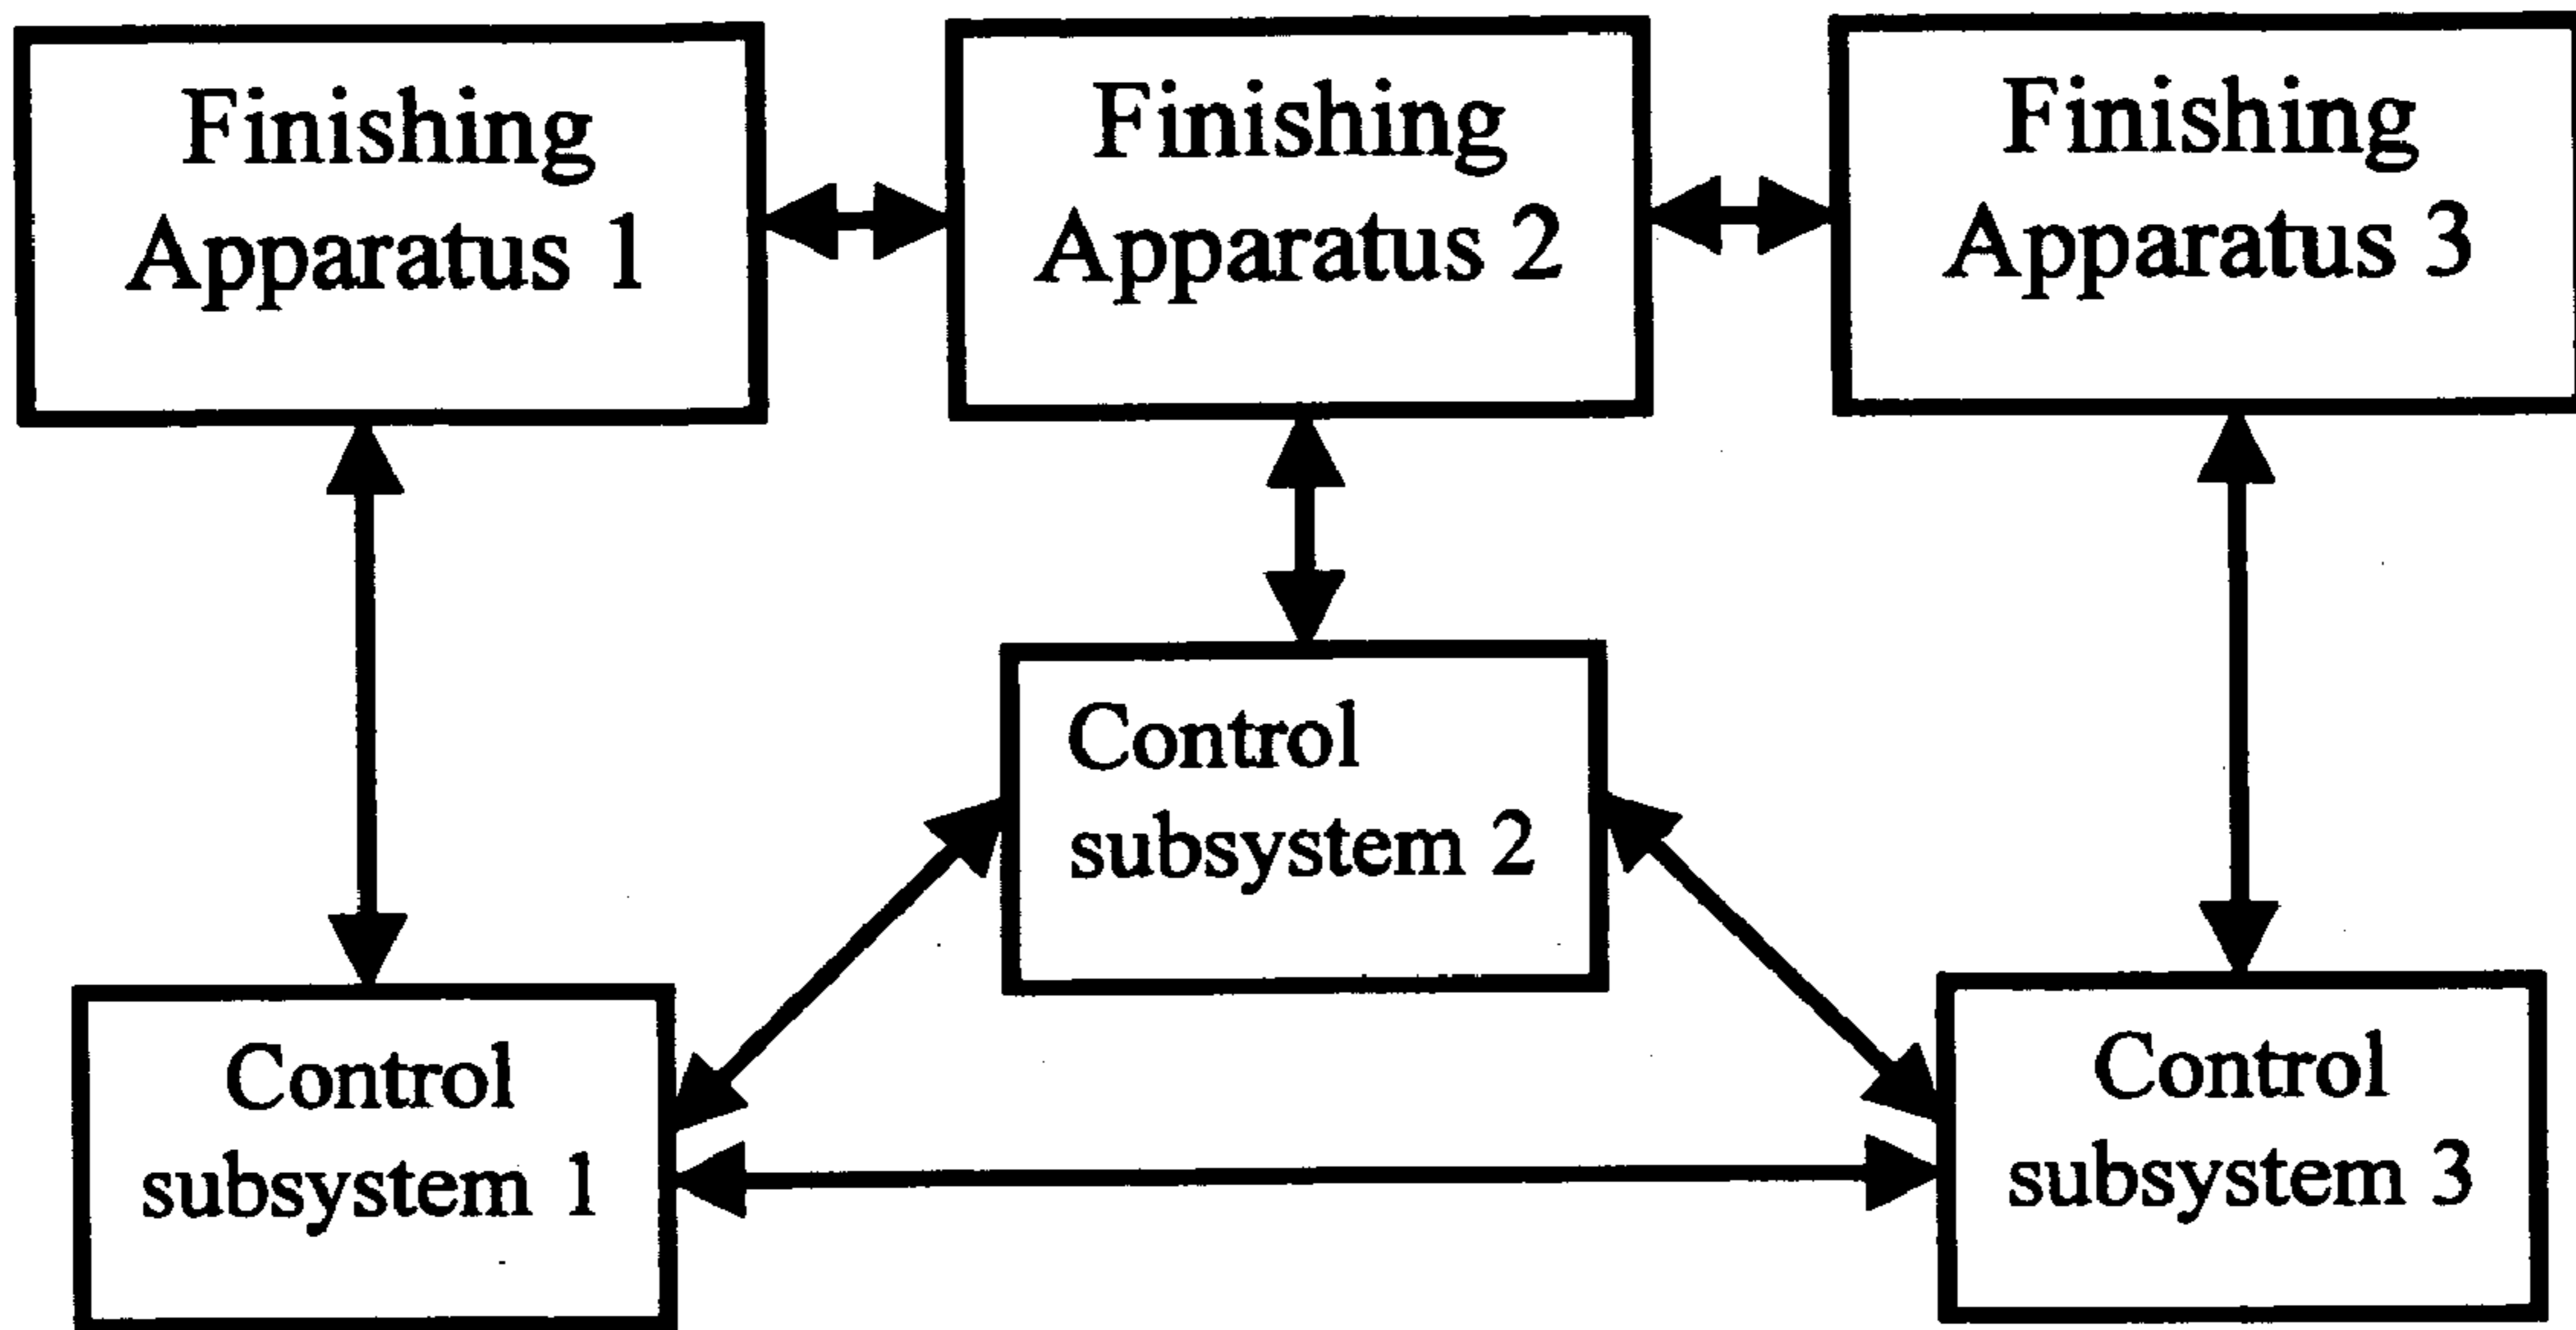 Finishing
Apparatus 1
Finishing
Apparatus 2
Finishing
Apparatus 3
Control
subsystem 2
Control
subsystem 1
Control
subsystem 3